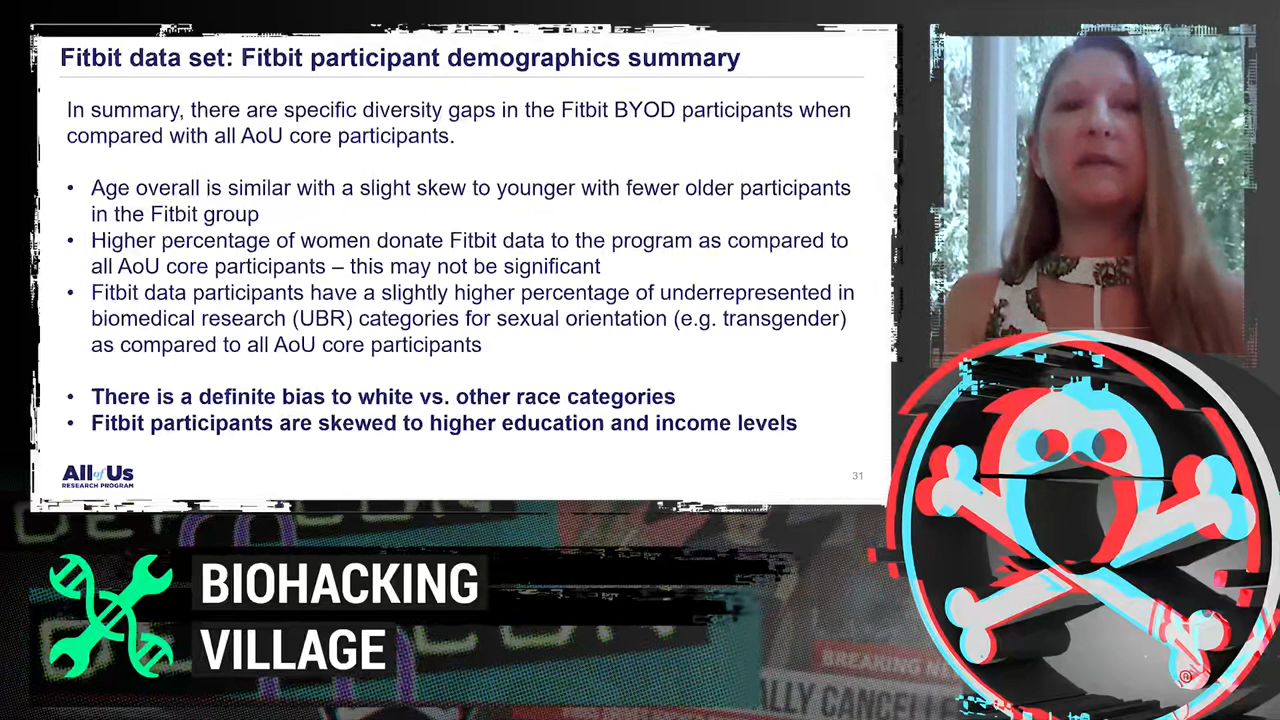 Fitbit data set: Fitbit participant demographics summary
In summary, there are specific diversity gaps in the Fitbit BYOD participants when
compared with all AoU core participants.
• Age overall is similar with a slight skew to younger with fewer older participants
in the Fitbit group
• Higher percentage of women donate Fitbit data to the program as compared to
all AoU core participants – this may not be significant
• Fitbit data participants have a slightly higher percentage of underrepresented in
biomedical research (UBR) categories for sexual orientation (e.g. transgender)
as compared to all AoU core participants
• There is a definite bias to white vs. other race categories
• Fitbit participants are skewed to higher education and income levels
All of Us
RESEARCH PROGRAM
31
BIOHACKING
VILLAGE
BREAKING
ALLY CANCELLE
®